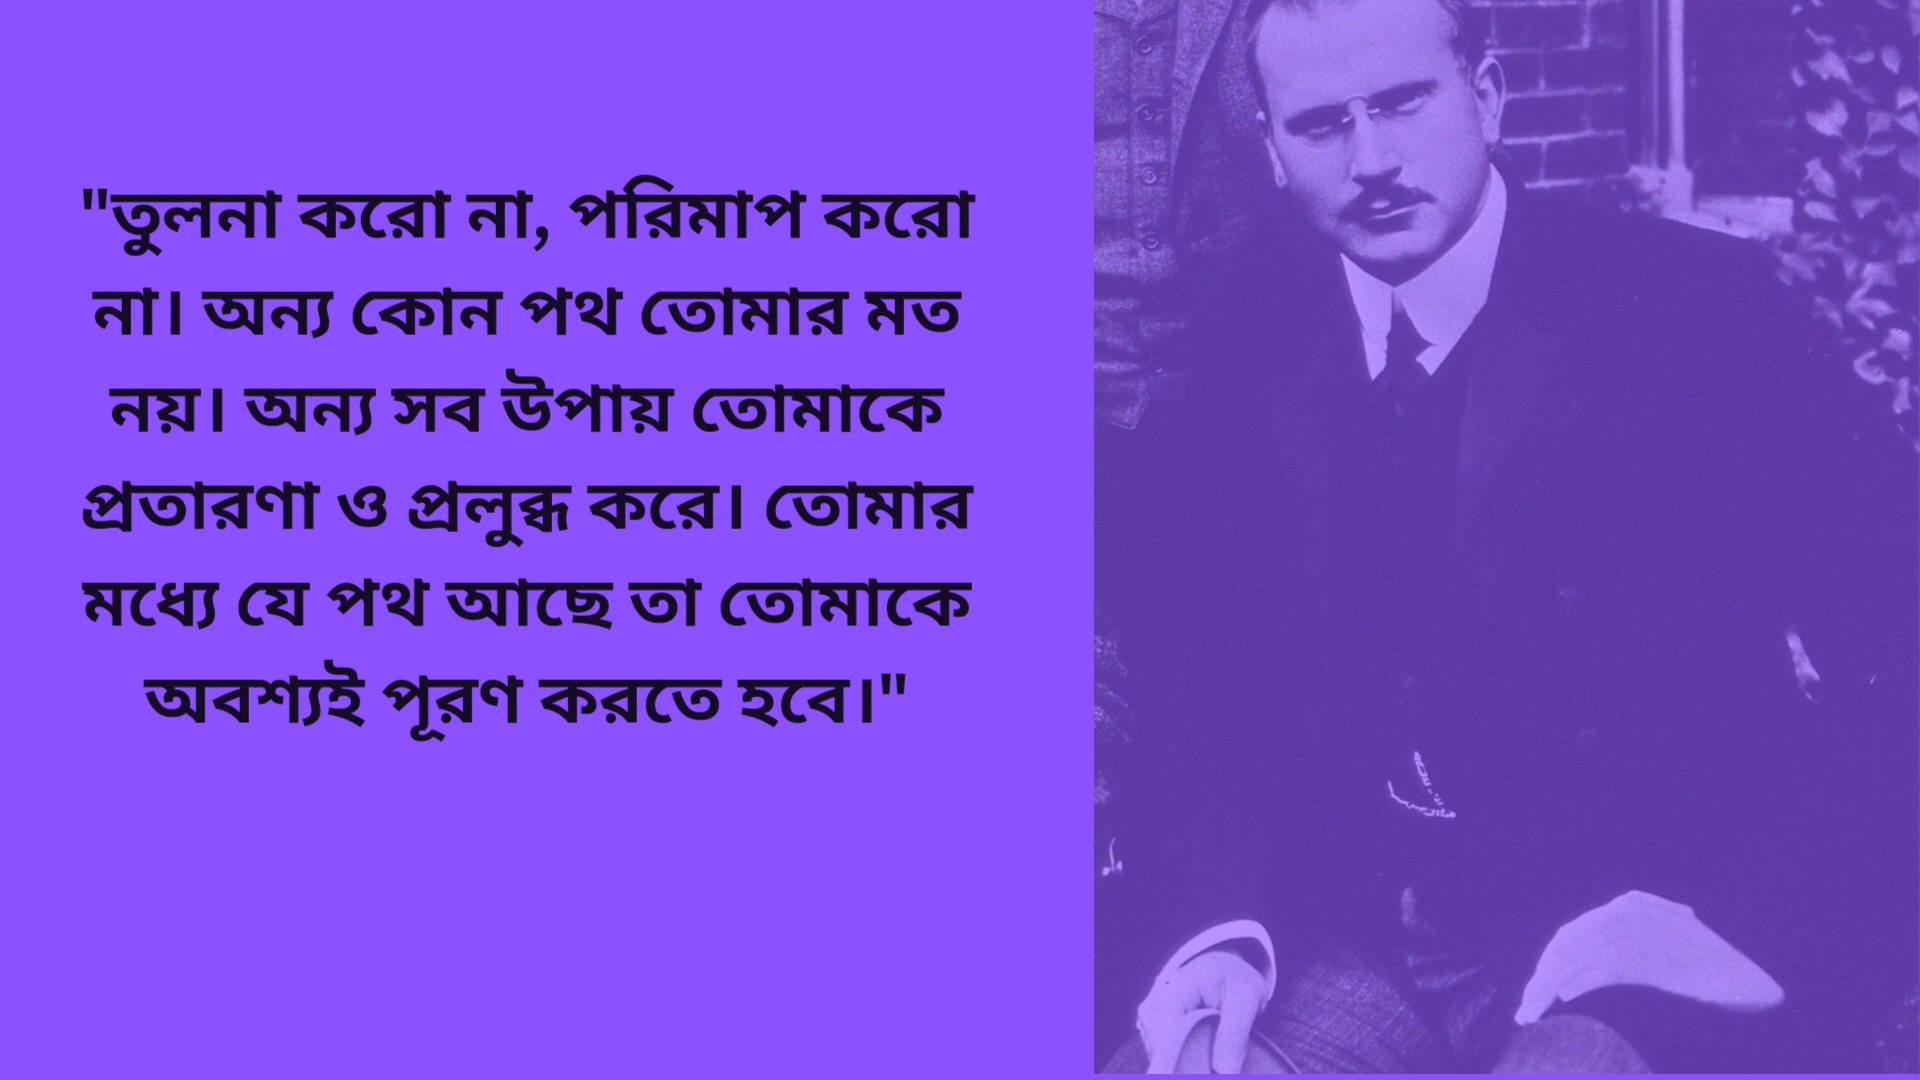 "তুলনা করো না, পরিমাপ করো
না। অন্য কোন পথ তোমার মত
নয়। অন্য সব উপায় তোমাকে
প্রতারণা ও প্রলুব্ধ করে। তোমার
মধ্যে যে পথ আছে তা তোমাকে
অবশ্যই পূরণ করতে হবে।"